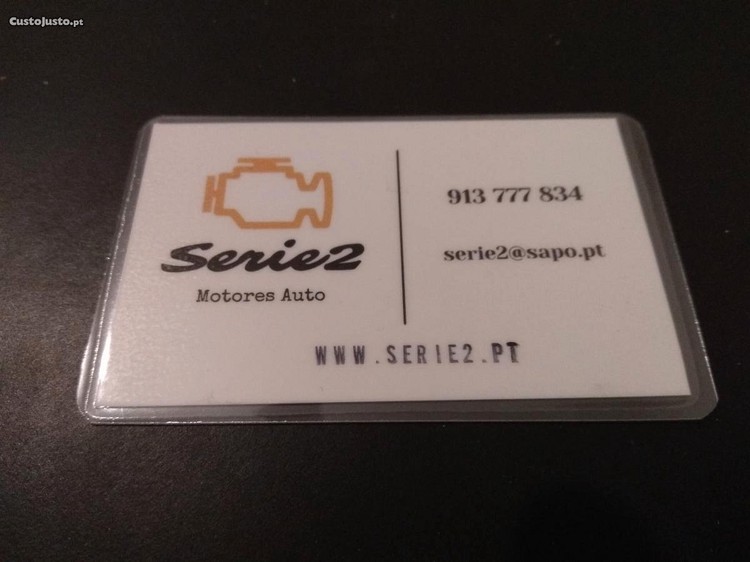 CustoJusto.pt
Serie2
Motores Auto
913 777 834
serie2@sapo.pt
WWW.SERIE2.PT